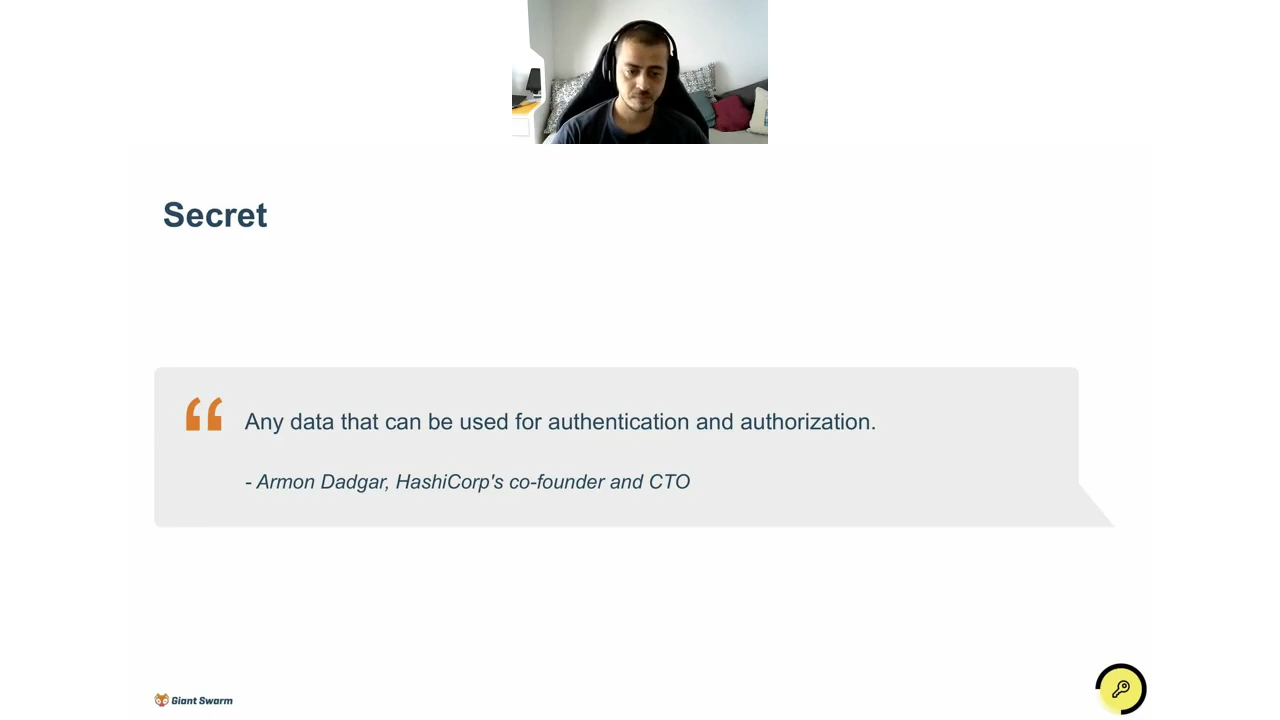 Secret
“ Any data that can be used for authentication and authorization.
- Armon Dadgar, HashiCorp's co-founder and CTO
Giant Swarm